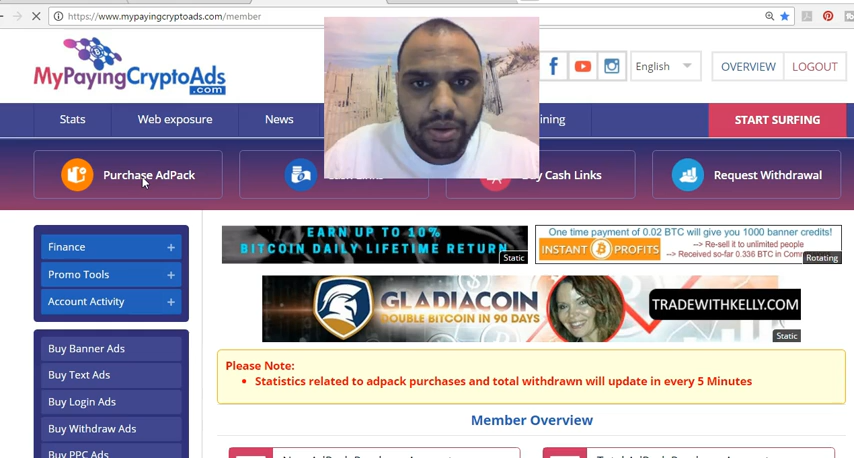 https://www.mypayingcryptoads.com/member
MyPayingCryptoAds
.com
English
OVERVIEW
LOGOUT
Stats
Web exposure
News
START SURFING
Purchase AdPack
Cash Links
Request Withdrawal
Finance +
Promo Tools +
Account Activity +
Buy Banner Ads
Buy Text Ads
Buy Login Ads
Buy Withdraw Ads
Buy PPC Ads
EARN UP TO 10%
BITCOIN DAILY LIFETIME RETURN
Static
One time payment of 0.02 BTC will give you 1000 banner credits!
INSTANT PROFITS
--> Re-sell it to unlimited people
--> Received so-far 0.336 BTC in Comm
Rotating
GLADIACOIN
DOUBLE BITCOIN IN 90 DAYS
TRADEWITHKELLY.COM
Static
Please Note:
• Statistics related to adpack purchases and total withdrawn will update in every 5 Minutes
Member Overview